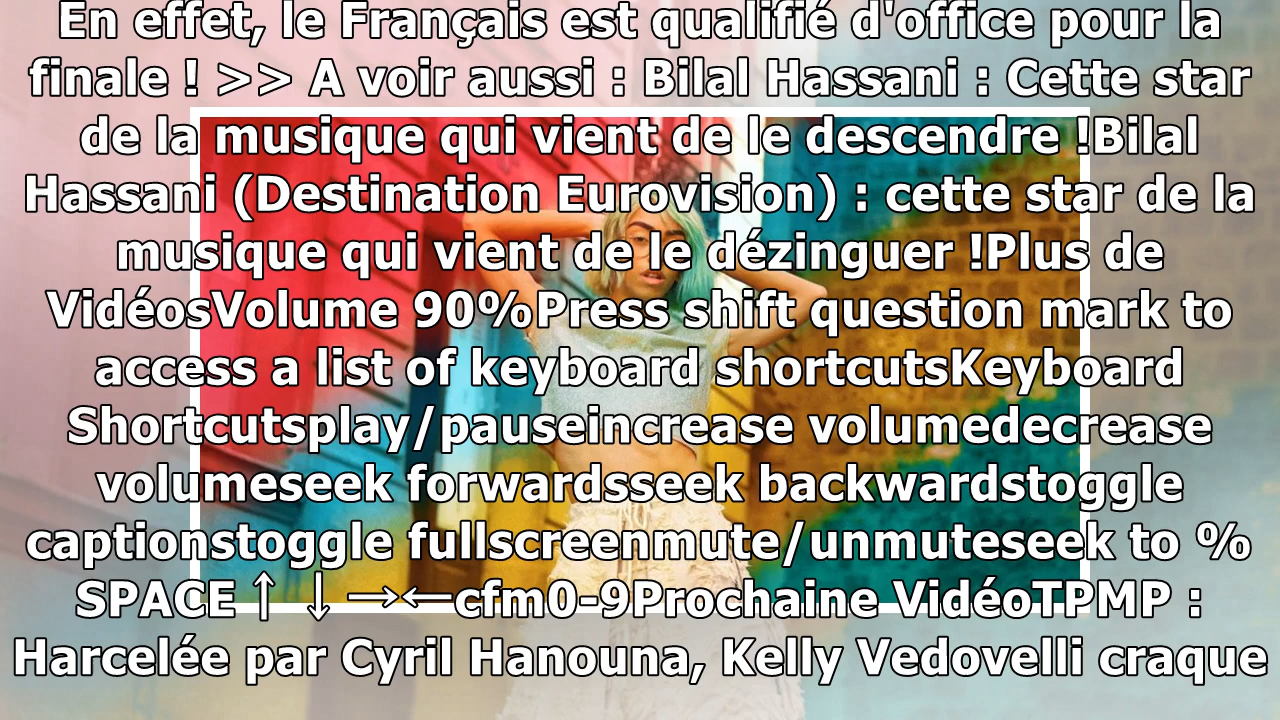 En effet, le Français est qualifié d'office pour la
finale ! >> A voir aussi : Bilal Hassani : Cette star
de la musique qui vient de le descendre !Bilal
Hassani (Destination Eurovision) : cette star de la
musique qui vient de le dézinguer !Plus de
VidéosVolume 90%Press shift question mark to
access a list of keyboard shortcutsKeyboard
Shortcutsplay/pauseincrease volumedecrease
volumeseek forwardsseek backwardstoggle
captionstoggle fullscreenmute/unmuteseek to %
SPACE ↑ ↓ →←cfm0-9Prochaine VidéoTPMP :
Harcelée par Cyril Hanouna, Kelly Vedovelli craque